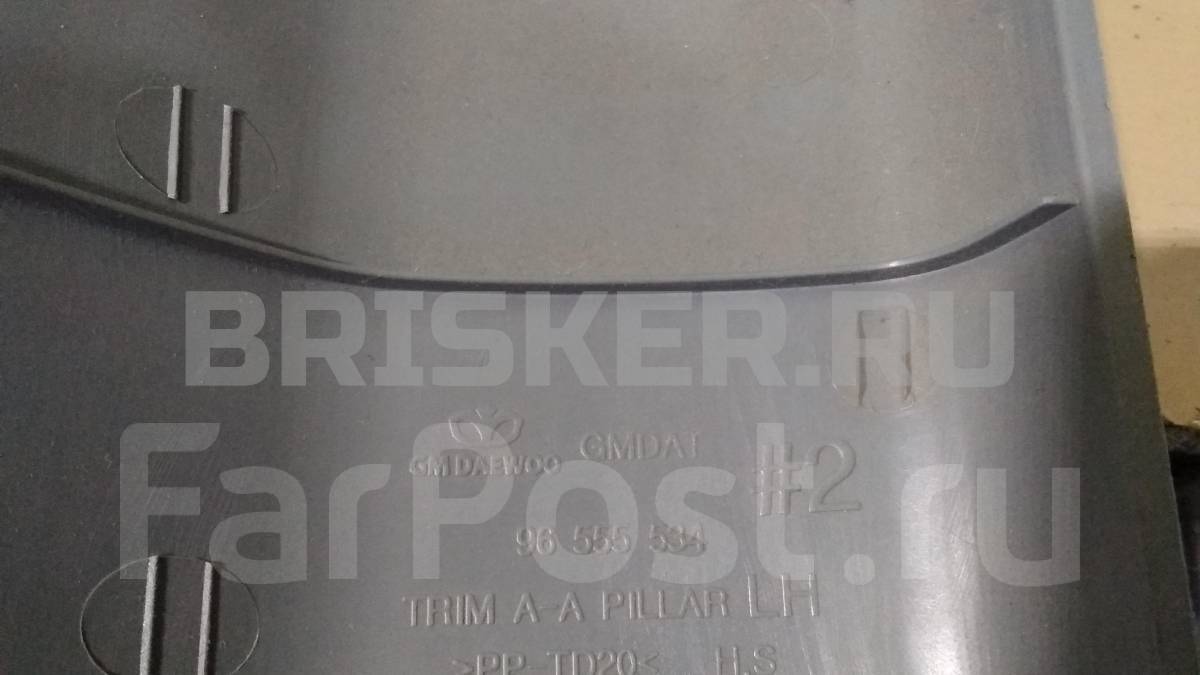 BRISKER.RU
FarPost.ru
GM DAEWOO GMDAT #2
96 555 534
TRIM A-A PILLAR LH
>PP-TD20< H.S